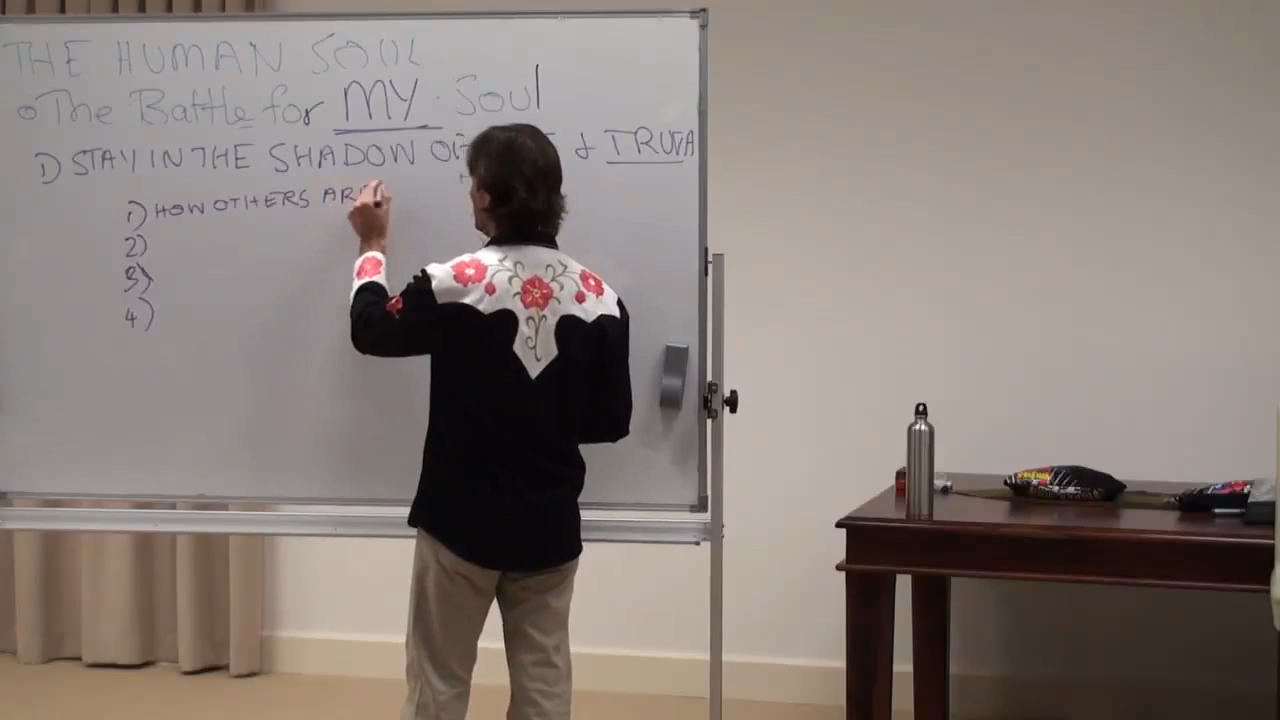 THE HUMAN SOUL
The Battle for MY Soul
1) STAY IN THE SHADOW & TRUTH
1) HOW OTHERS ARE
2)
3)
4)